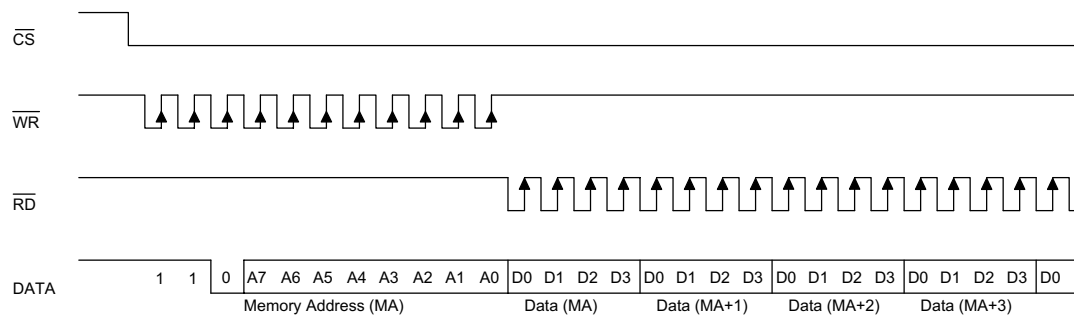 CS
WR
RD
DATA 1 1 0 A7 A6 A5 A4 A3 A2 A1 A0 D0 D1 D2 D3 D0 D1 D2 D3 D0 D1 D2 D3 D0 D1 D2 D3 D0
Memory Address (MA) Data (MA) Data (MA+1) Data (MA+2) Data (MA+3)